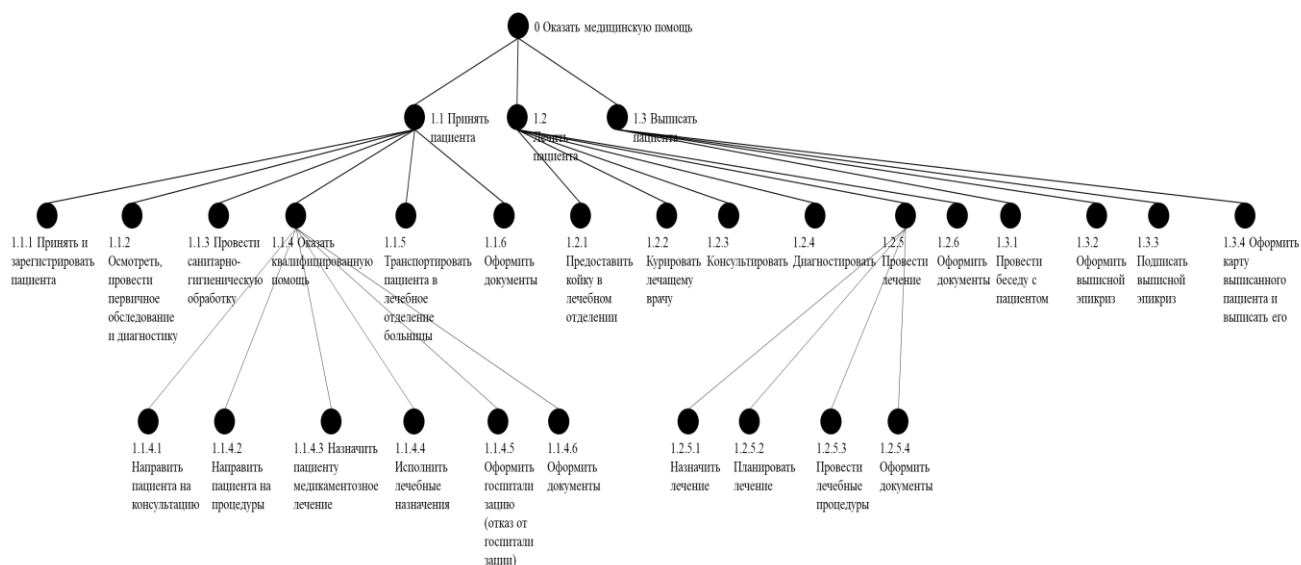 0 Оказать медицинскую помощь
1.1 Принять
пациента
1.2
Лечить
пациента
1.3 Выписать
пациента
1.1.1 Принять и
зарегистрировать
пациента
1.1.2
Осмотреть,
провести
первичное
обследование
и диагностику
1.1.3 Провести
санитарно-
гигиеническую
обработку
1.1.4 Оказать
квалифицированную
помощь
1.1.5
Транспортировать
пациента в
лечебное
отделение
больницы
1.1.6
Оформить
документы
1.2.1
Предоставить
койку в
лечебном
отделении
1.2.2
Курировать
лечащему
врачу
1.2.3
Консультировать
1.2.4
Диагностировать
1.2.5
Провести
лечение
1.2.6
Оформить
документы
1.3.1
Провести
беседу с
пациентом
1.3.2
Оформить
выписной
эпикриз
1.3.3
Подписать
выписной
эпикриз
1.3.4 Оформить
карту
выписанного
пациента и
выписать его
1.1.4.1
Направить
пациента на
консультацию
1.1.4.2
Направить
пациента на
процедуры
1.1.4.3 Назначить
пациенту
медикаментозное
лечение
1.1.4.4
Исполнить
лечебные
назначения
1.1.4.5
Оформить
госпитали
зацию
(отказ от
госпитали
зации)
1.1.4.6
Оформить
документы
1.2.5.1
Назначить
лечение
1.2.5.2
Планировать
лечение
1.2.5.3
Провести
лечебные
процедуры
1.2.5.4
Оформить
документы